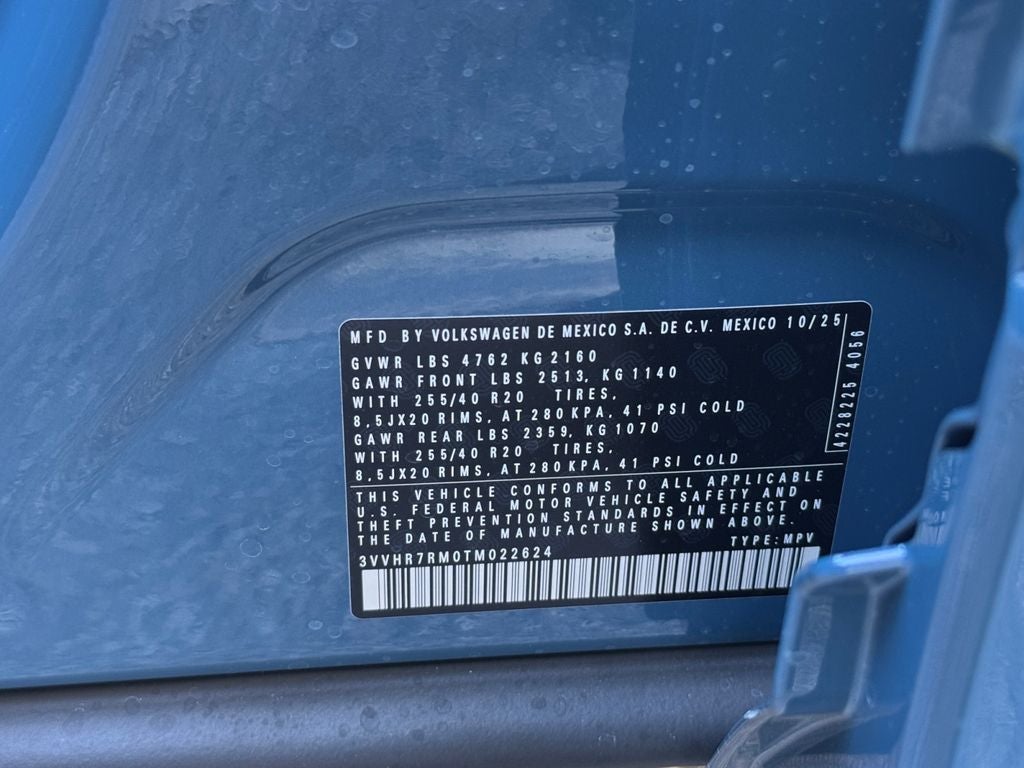 MFD BY VOLKSWAGEN DE MEXICO S.A. DE C.V. MEXICO 10/25
GVWR LBS 4762 KG 2160
GAWR FRONT LBS 2513, KG 1140
WITH 255/40 R20 TIRES,
8,5JX20 RIMS, AT 280 KPA, 41 PSI COLD
GAWR REAR LBS 2359, KG 1070
WITH 255/40 R20 TIRES,
8,5JX20 RIMS, AT 280 KPA, 41 PSI COLD
4228225 4056
THIS VEHICLE CONFORMS TO ALL APPLICABLE
U.S. FEDERAL MOTOR VEHICLE SAFETY AND
THEFT PREVENTION STANDARDS IN EFFECT ON
THE DATE OF MANUFACTURE SHOWN ABOVE.
TYPE: MPV
3VVHR7RM0TM022624